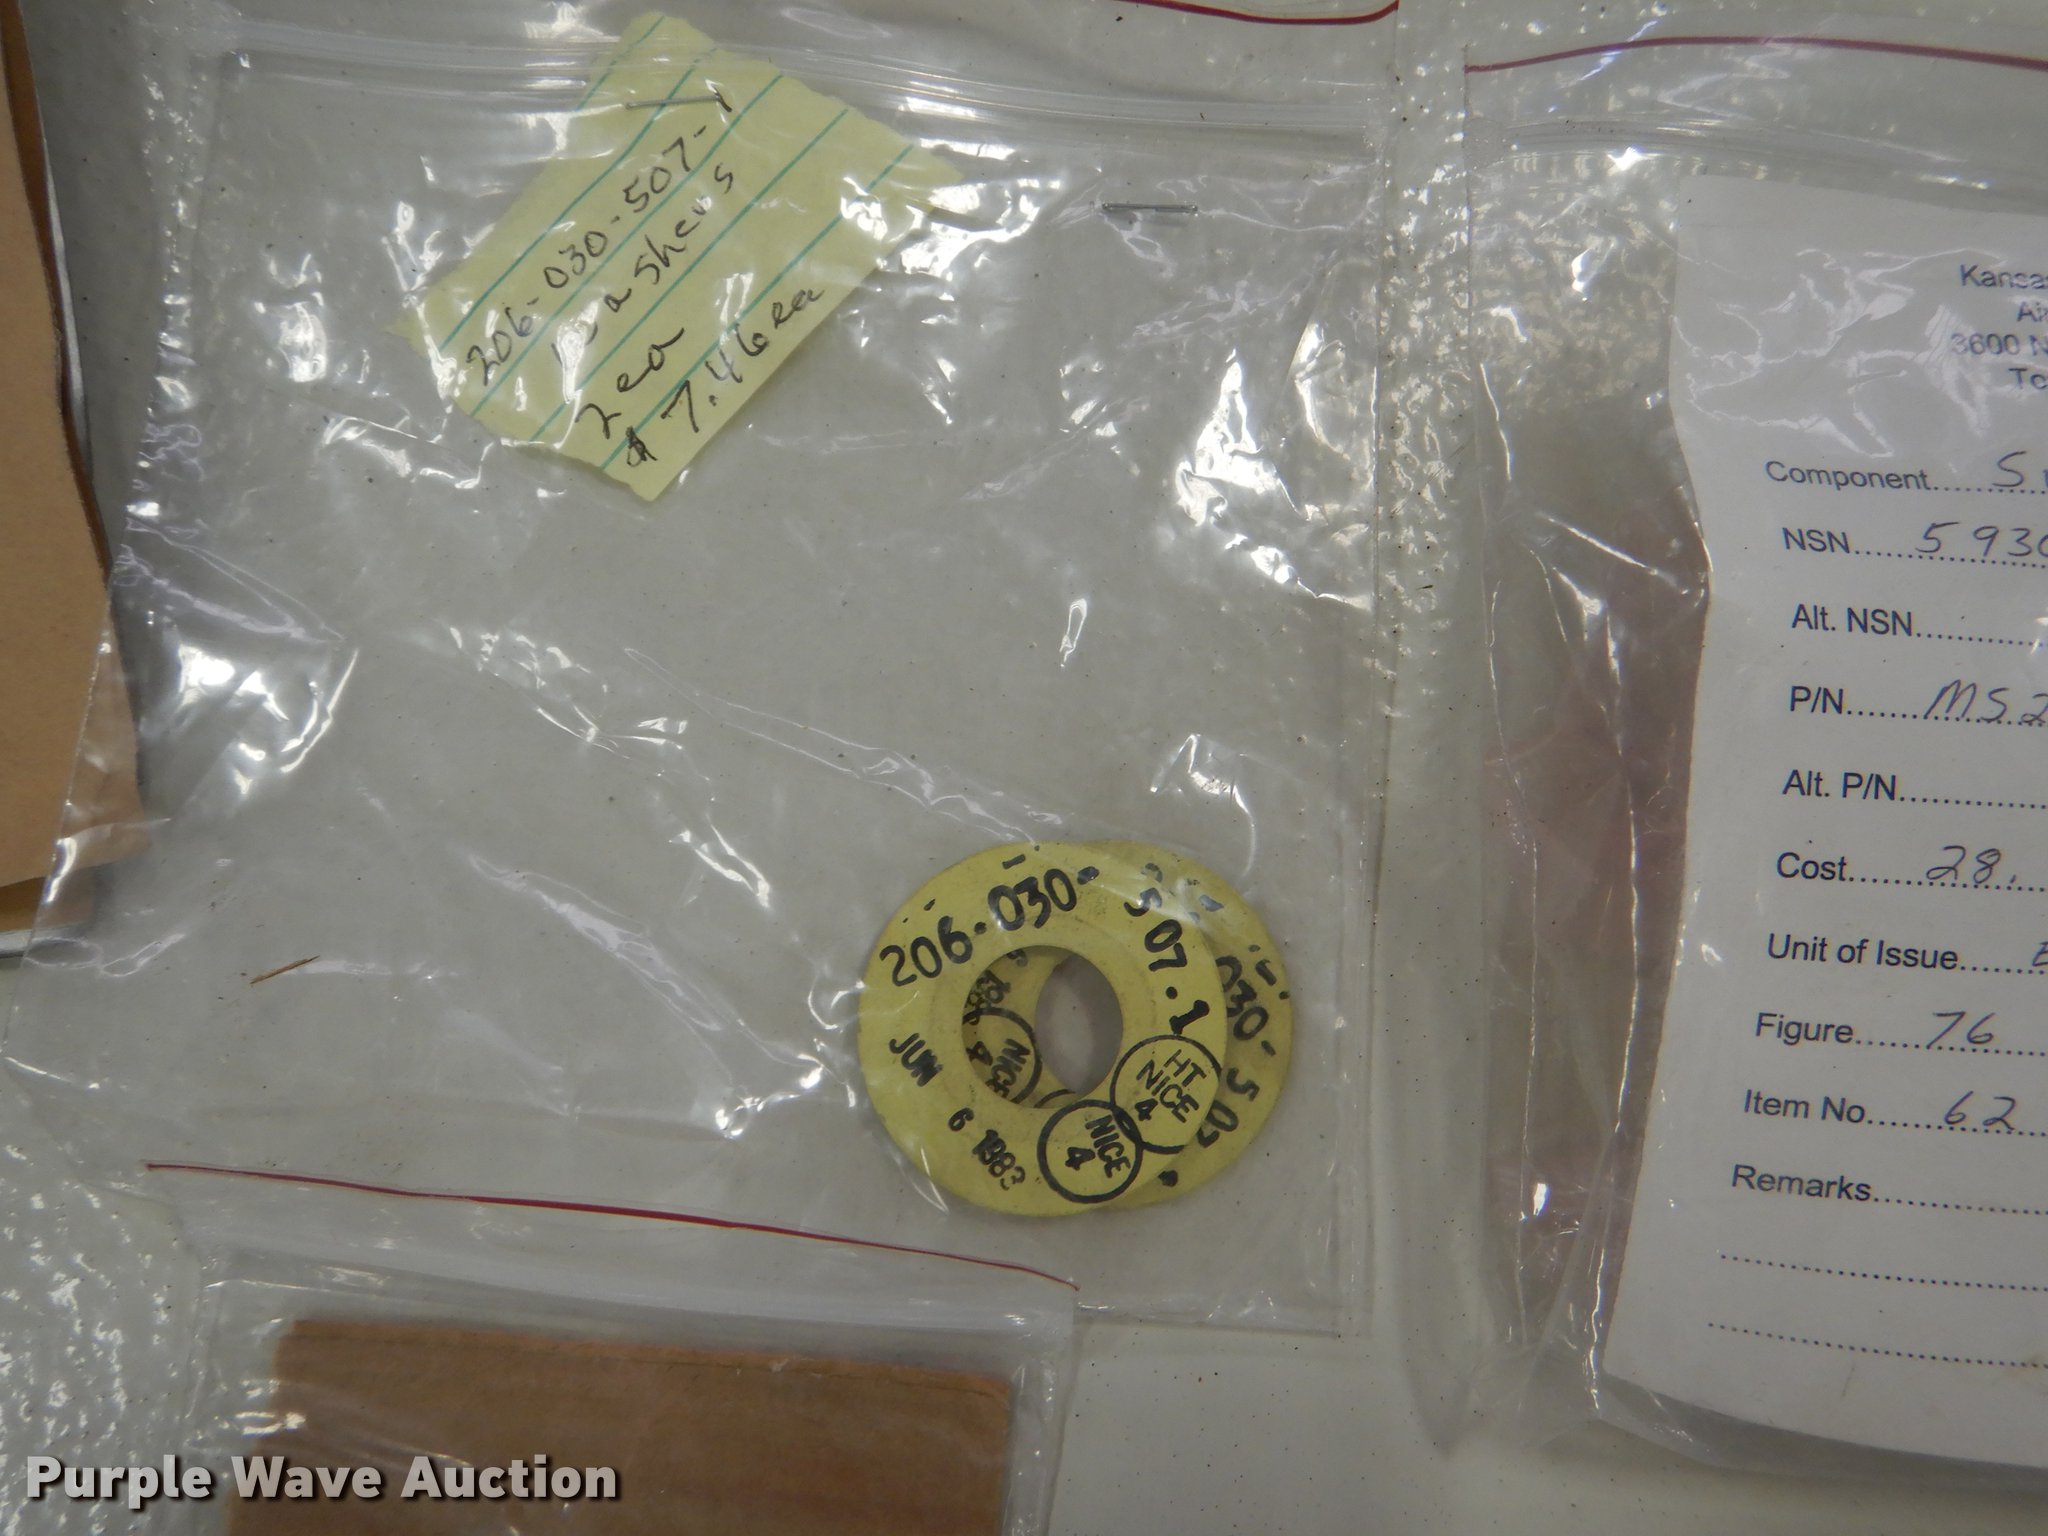 206-030-507-1
washers
2 ea
$ 7.46 ea
206-030-507-1
HT
NICE
4
NICE
4
JUN 6 1983
NICE
4
030-507
Kansas
3600 N
Component.....S
NSN.....5930
Alt. NSN.....
P/N.....MS2
Alt. P/N.....
Cost.....28.
Unit of Issue.....E
Figure.....76
Item No.....62
Remarks.....
Purple Wave Auction